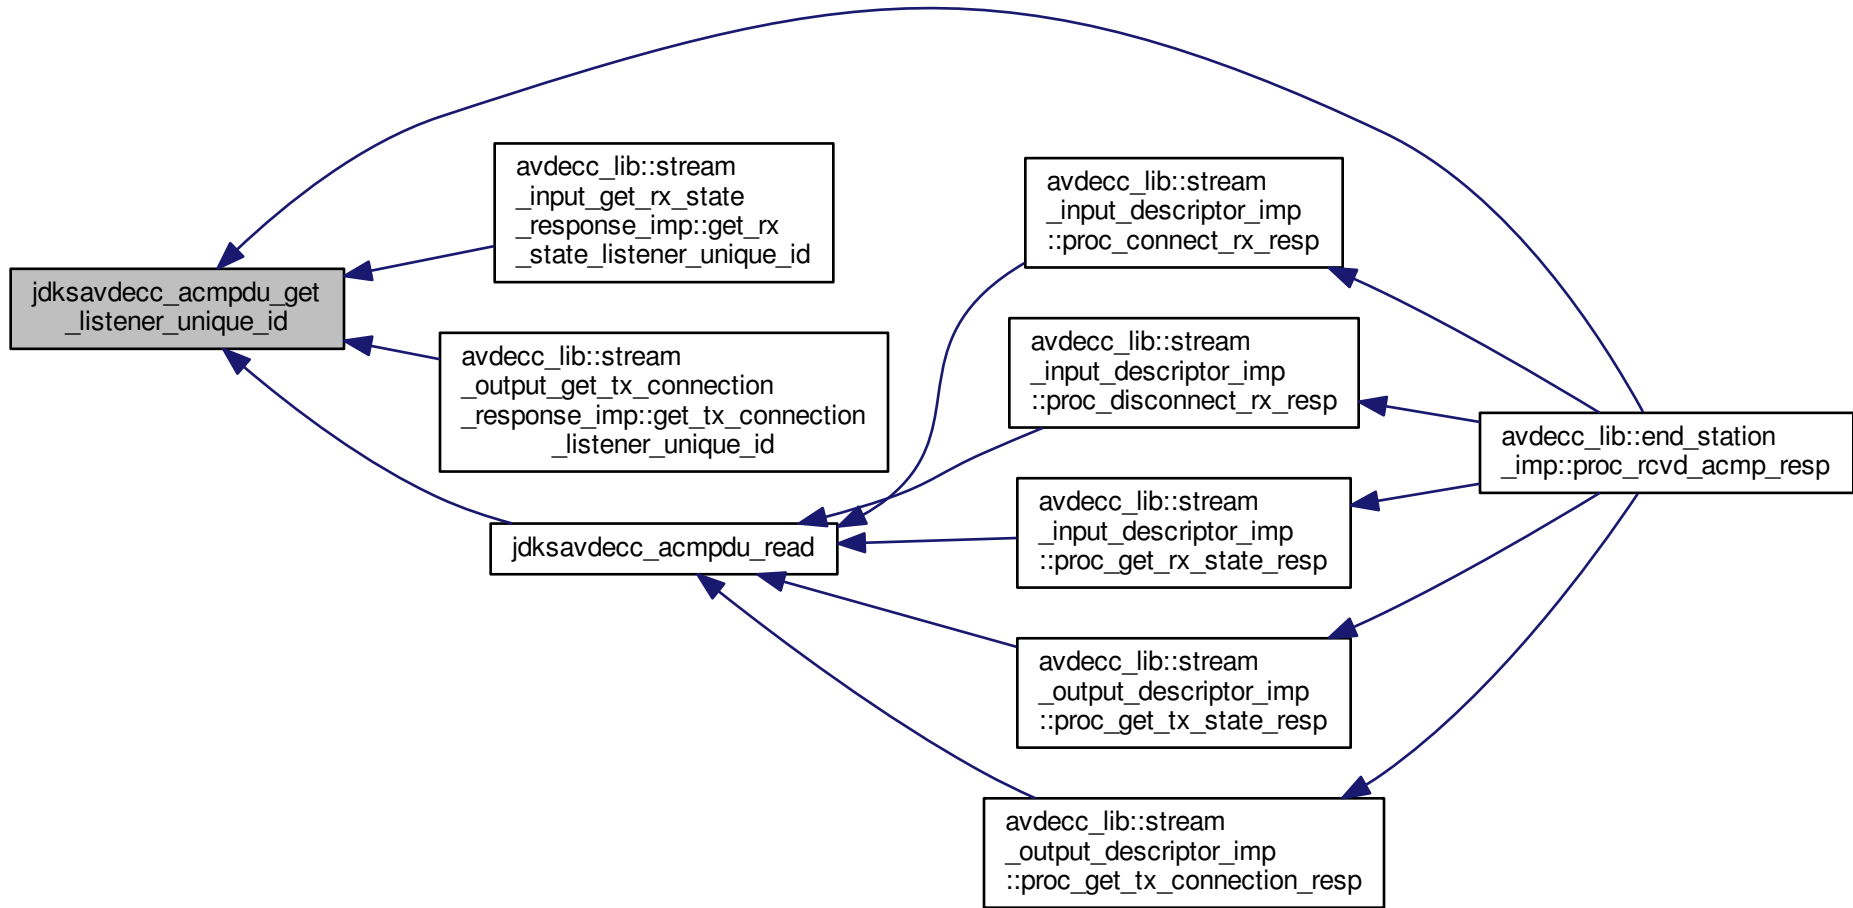 jdksavdecc_acmpdu_get
_listener_unique_id
avdecc_lib::stream
_input_get_rx_state
_response_imp::get_rx
_state_listener_unique_id
avdecc_lib::stream
_output_get_tx_connection
_response_imp::get_tx_connection
_listener_unique_id
jdksavdecc_acmpdu_read
avdecc_lib::stream
_input_descriptor_imp
::proc_connect_rx_resp
avdecc_lib::stream
_input_descriptor_imp
::proc_disconnect_rx_resp
avdecc_lib::stream
_input_descriptor_imp
::proc_get_rx_state_resp
avdecc_lib::stream
_output_descriptor_imp
::proc_get_tx_state_resp
avdecc_lib::stream
_output_descriptor_imp
::proc_get_tx_connection_resp
avdecc_lib::end_station
_imp::proc_rcvd_acmp_resp